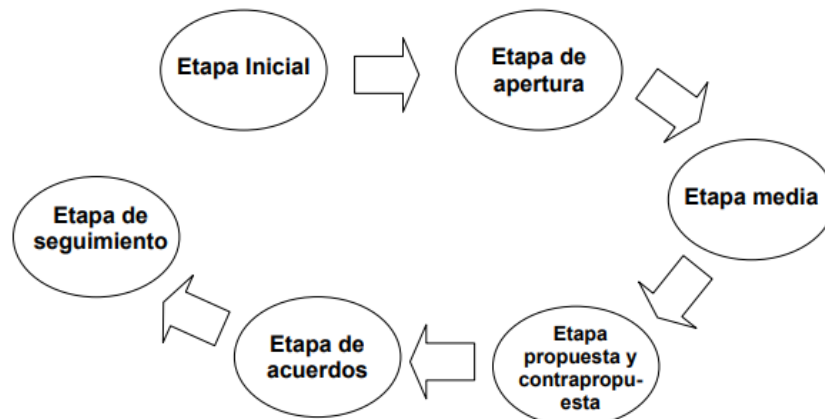 Etapa Inicial
Etapa de
apertura
Etapa media
Etapa
propuesta y
contrapropu-
esta
Etapa de
acuerdos
Etapa de
seguimiento